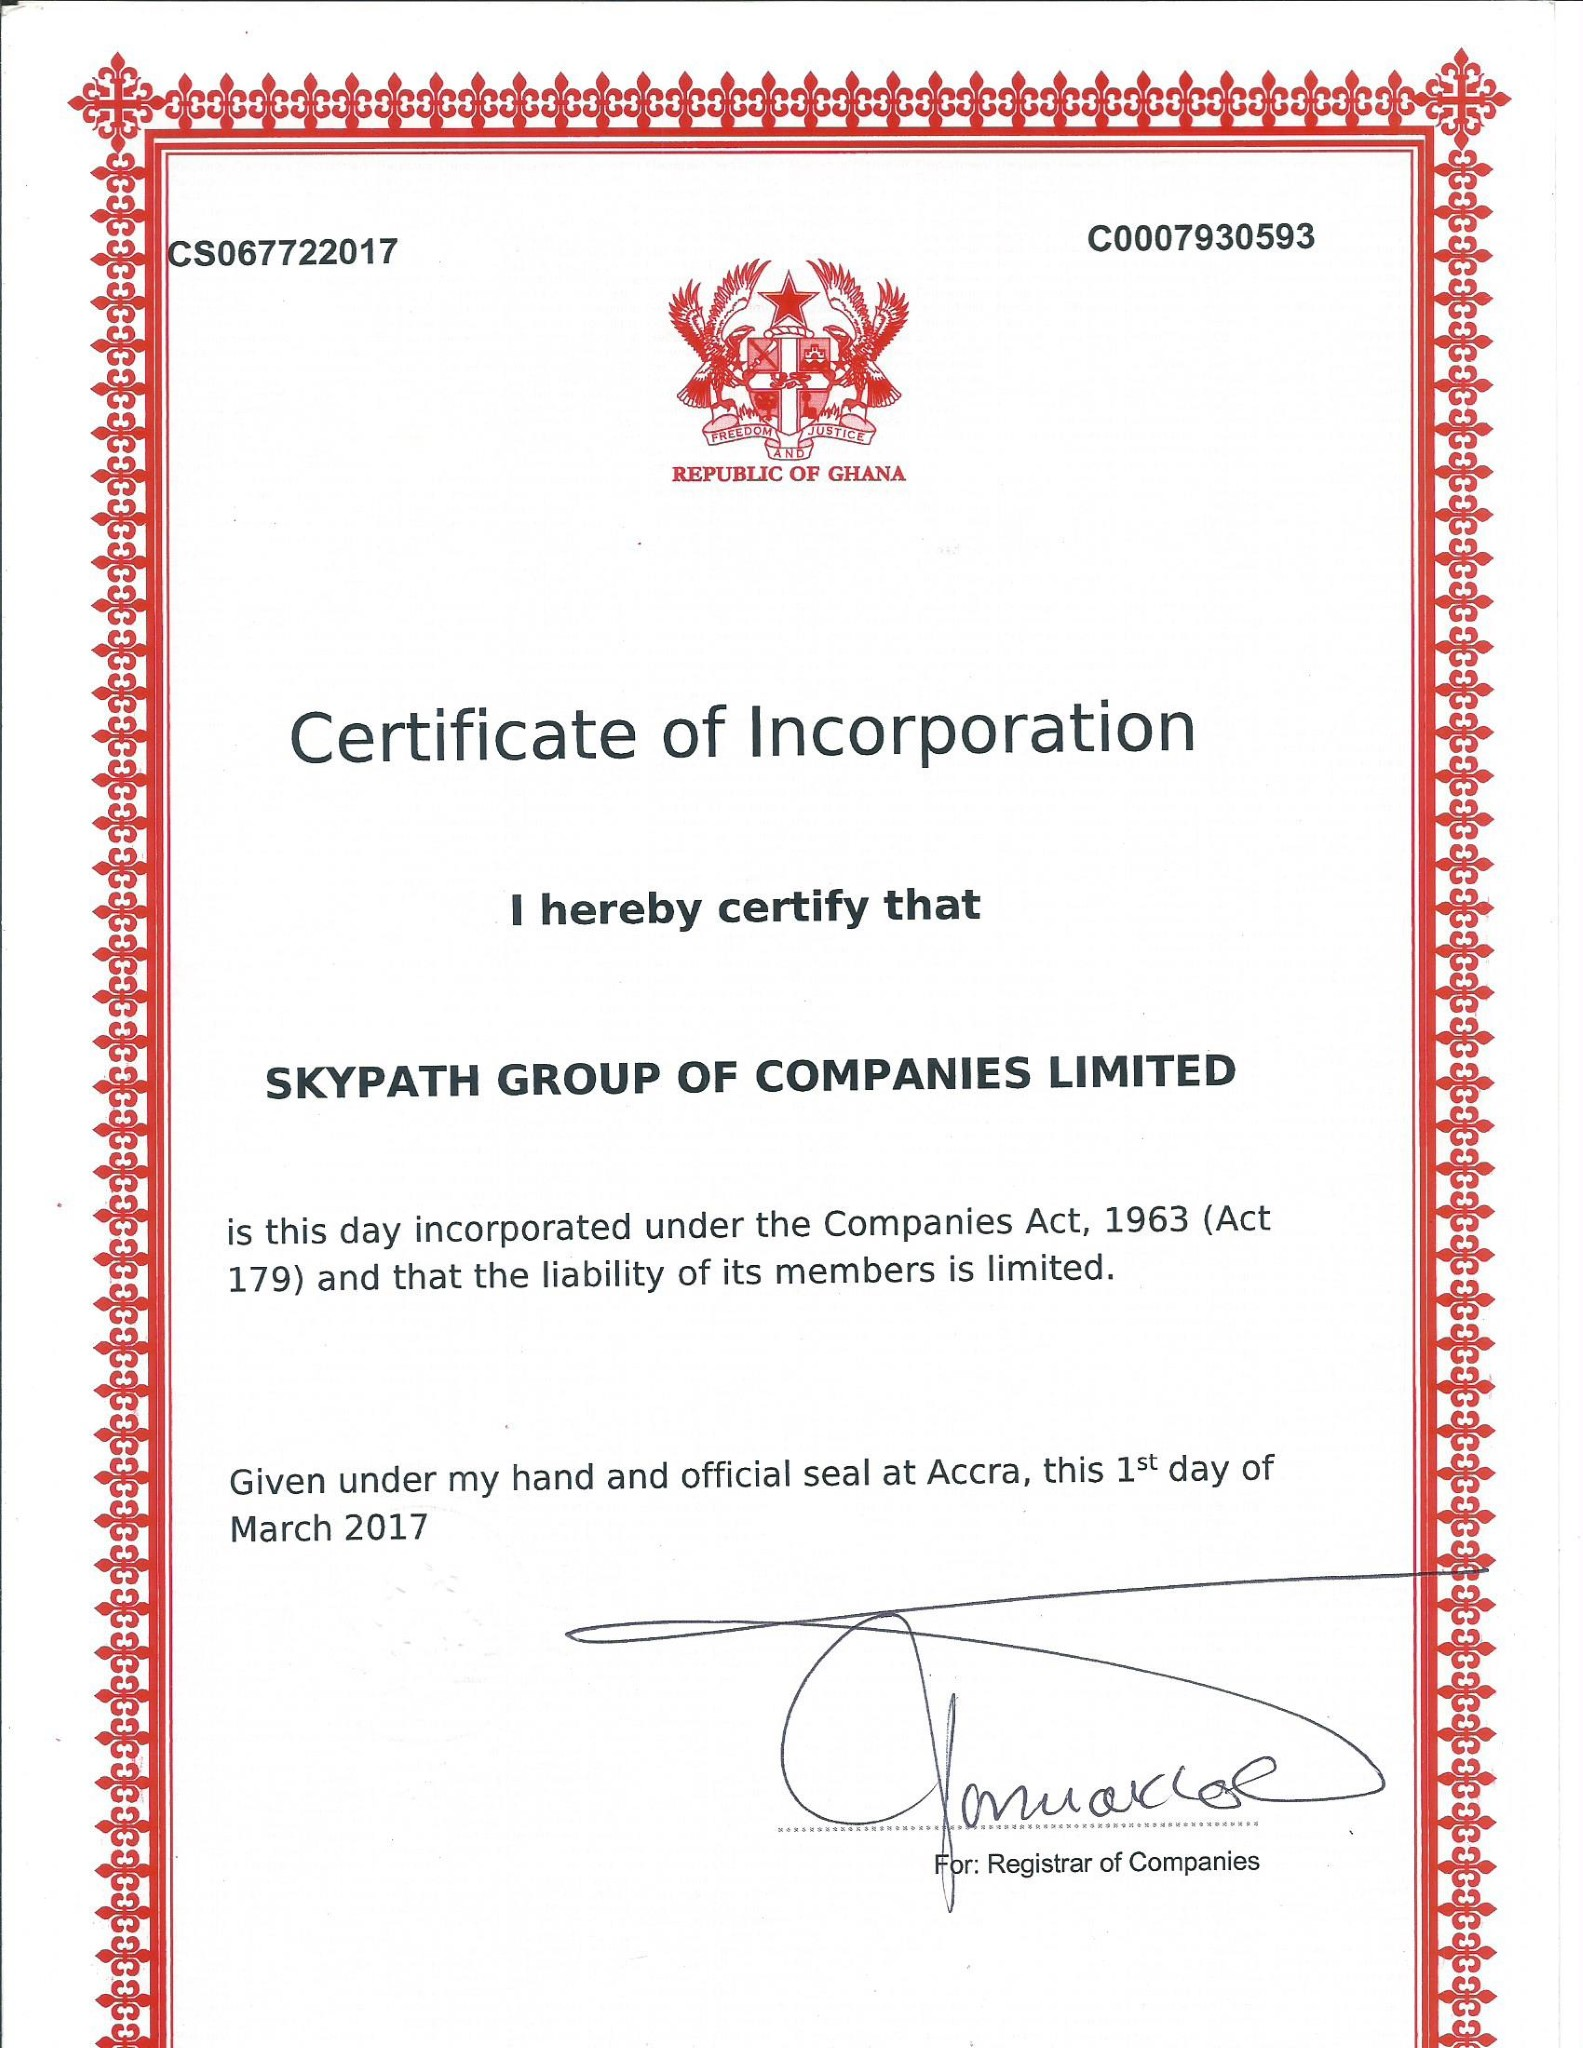 CS067722017
C0007930593
FREEDOM AND JUSTICE
REPUBLIC OF GHANA
Certificate of Incorporation
I hereby certify that
SKYPATH GROUP OF COMPANIES LIMITED
is this day incorporated under the Companies Act, 1963 (Act
179) and that the liability of its members is limited.
Given under my hand and official seal at Accra, this 1st day of
March 2017
For: Registrar of Companies